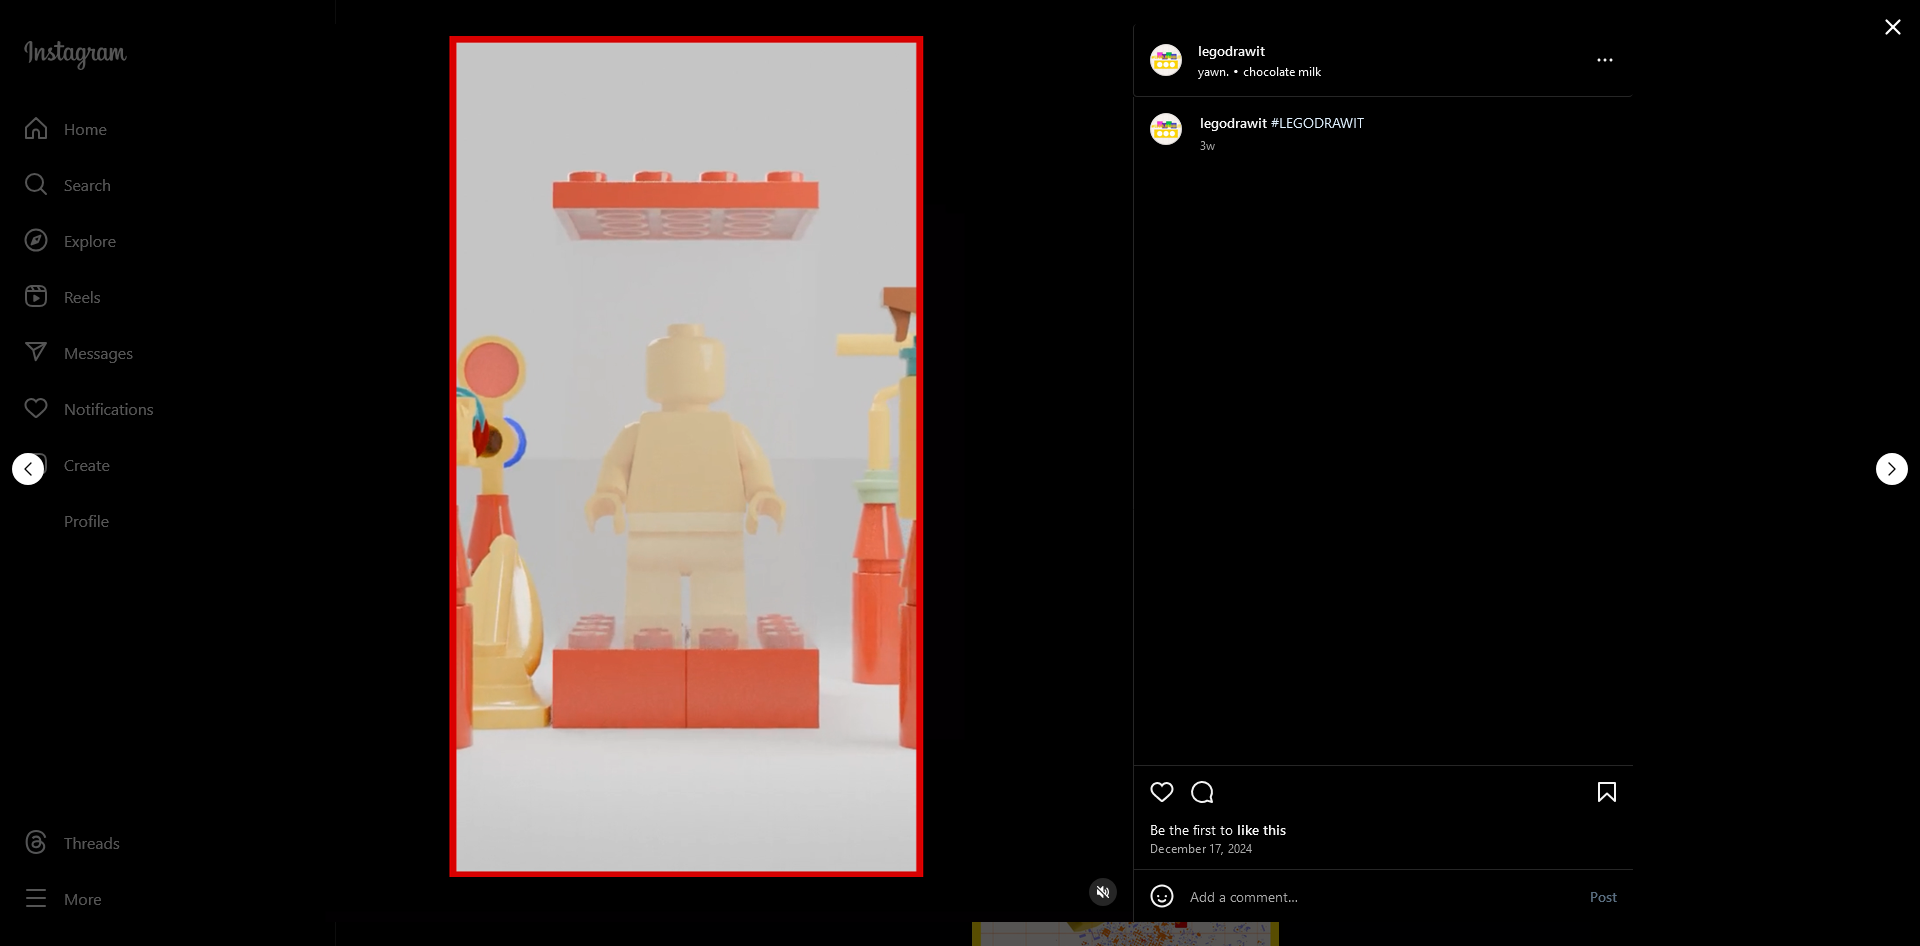 Instagram
Home
Search
Explore
Reels
Messages
Notifications
Create
Profile
Threads
More
legodrawit
yawn. • chocolate milk
legodrawit #LEGODRAWIT
3w
Be the first to like this
December 17, 2024
Add a comment...
Post